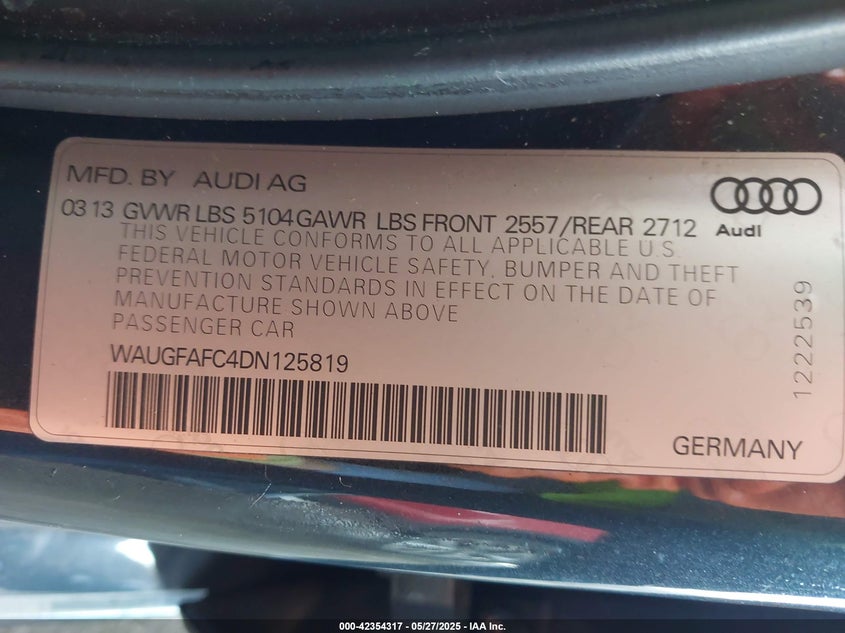 MFD. BY AUDI AG
03 13 GVWR LBS 5104 GAWR LBS FRONT 2557/REAR 2712
Audi
THIS VEHICLE CONFORMS TO ALL APPLICABLE U.S.
FEDERAL MOTOR VEHICLE SAFETY, BUMPER AND THEFT
PREVENTION STANDARDS IN EFFECT ON THE DATE OF
MANUFACTURE SHOWN ABOVE
PASSENGER CAR
WAUGFAFC4DN125819
1222539
GERMANY
000-42354317 - 05/27/2025 - IAA Inc.